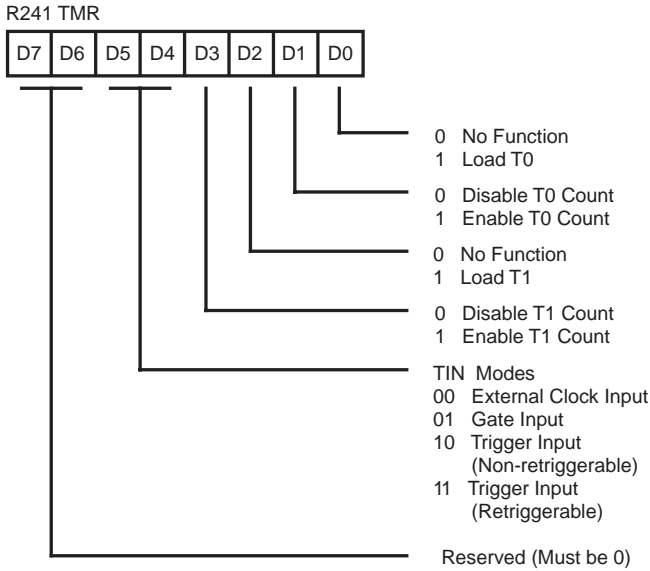 R241 TMR
D7 D6 D5 D4 D3 D2 D1 D0
0 No Function
1 Load T0
0 Disable T0 Count
1 Enable T0 Count
0 No Function
1 Load T1
0 Disable T1 Count
1 Enable T1 Count
TIN Modes
00 External Clock Input
01 Gate Input
10 Trigger Input
(Non-retriggerable)
11 Trigger Input
(Retriggerable)
Reserved (Must be 0)